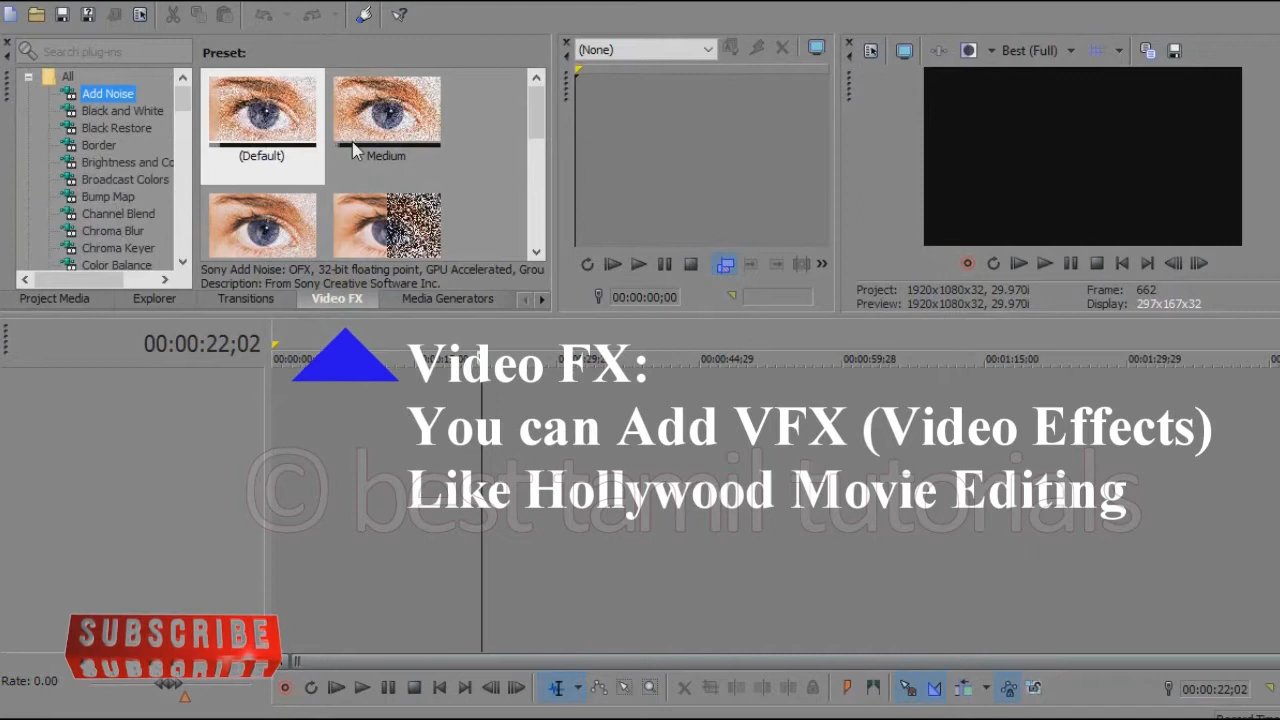 Search plug-ins
All
Add Noise
Black and White
Black Restore
Border
Brightness and Co
Broadcast Colors
Bump Map
Channel Blend
Chroma Blur
Chroma Keyer
Color Balance
Preset:
(Default)
Medium
Sony Add Noise: OFX, 32-bit floating point, GPU Accelerated, Grou
Description: From Sony Creative Software Inc.
Project Media
Explorer
Transitions
Video FX
Media Generators
(None)
00:00:00;00
Best (Full)
Project: 1920x1080x32, 29.970i
Preview: 1920x1080x32, 29.970i
Frame: 662
Display: 297x167x32
00:00:22;02
00:00:44;29
00:00:59;28
00:01:15;00
00:01:29;29
Video FX:
You can Add VFX (Video Effects)
Like Hollywood Movie Editing
© best tamil tutorials
SUBSCRIBE
Rate: 0.00
00:00:22;02